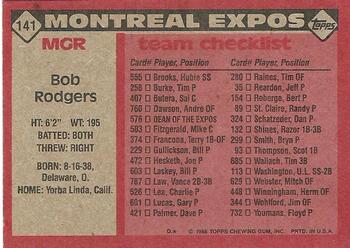 141 MONTREAL EXPOS Topps
MGR team checklist
Bob
Rodgers
HT: 6'2" WT: 195
BATTED: BOTH
THREW: RIGHT
BORN: 8-16-38,
Delaware, O.
HOME: Yorba Linda, Calif.
Card# Player, Position
555 □ Brooks, Hubie SS
258 □ Burke, Tim P
407 □ Butera, Sal C
760 □ Dawson, Andre OF
576 □ DEAN OF THE EXPOS
503 □ Fitzgerald, Mike C
374 □ Francona, Terry 1B-OF
229 □ Gullickson, Bill P
472 □ Hesketh, Joe P
603 □ Laskey, Bill P
787 □ Law, Vance 2B-3B
526 □ Lea, Charlie P
601 □ Lucas, Gary P
421 □ Palmer, Dave P
Card# Player, Position
280 □ Raines, Tim OF
35 □ Reardon, Jeff P
154 □ Roberge, Bert P
89 □ St. Claire, Randy P
324 □ Schatzeder, Dan P
132 □ Shines, Razor 1B-3B
299 □ Smith, Bryn P
93 □ Thompson, Scot 1B
685 □ Wallach, Tim 3B
113 □ Washington, U.L. SS-2B
629 □ Webster, Mitch OF
448 □ Winningham, Herm OF
344 □ Wohlford, Jim OF
732 □ Youmans, Floyd P
D★ © 1986 TOPPS CHEWING GUM, INC. PRTD. IN U.S.A.